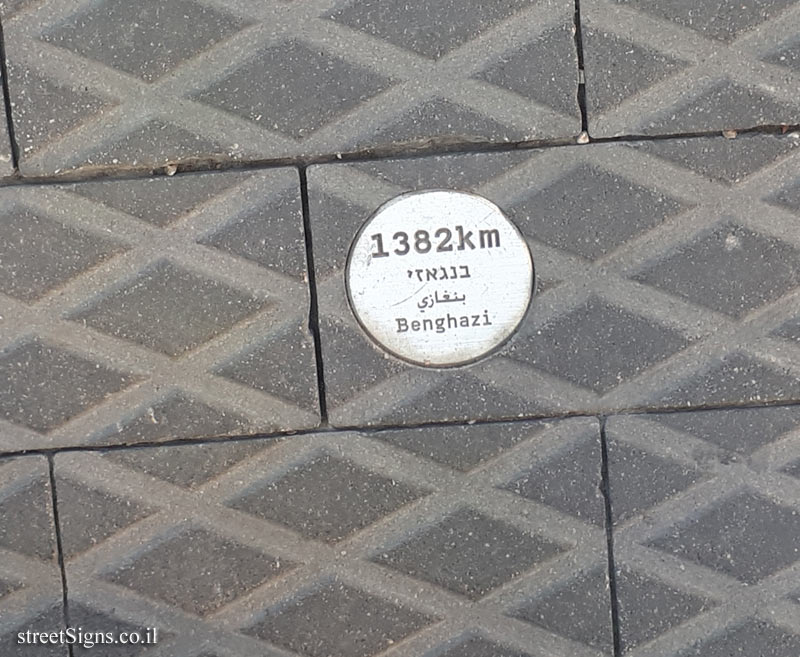 1382km
בנגאזי
بنغازي
Benghazi
streetSigns.co·il